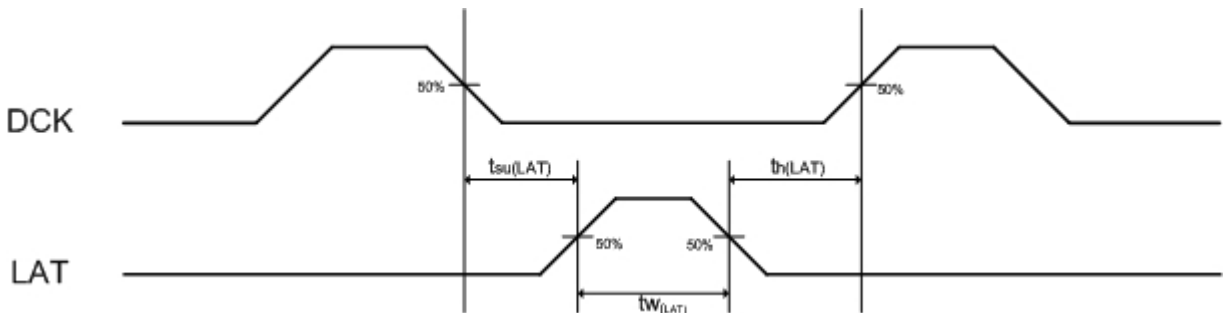 50% 50%
DCK
tsu(LAT) th(LAT)
50% 50%
LAT
tw(LAT)